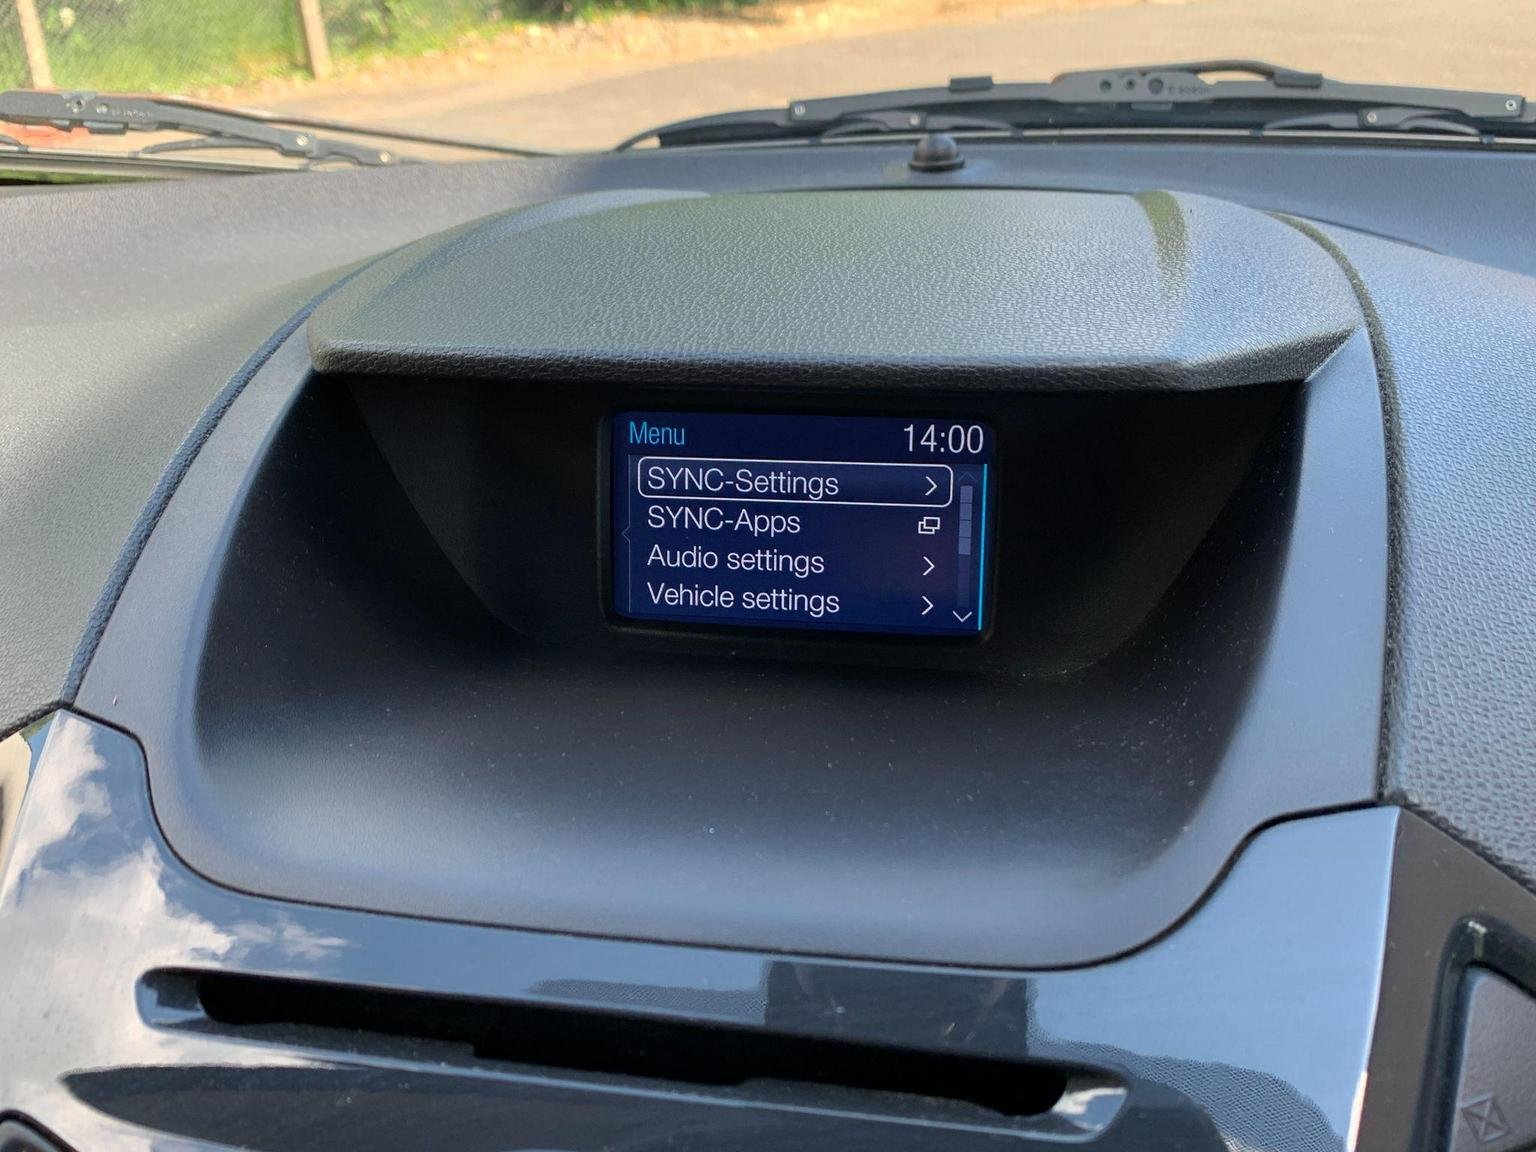 Menu 14:00
SYNC-Settings
SYNC-Apps
Audio settings
Vehicle settings